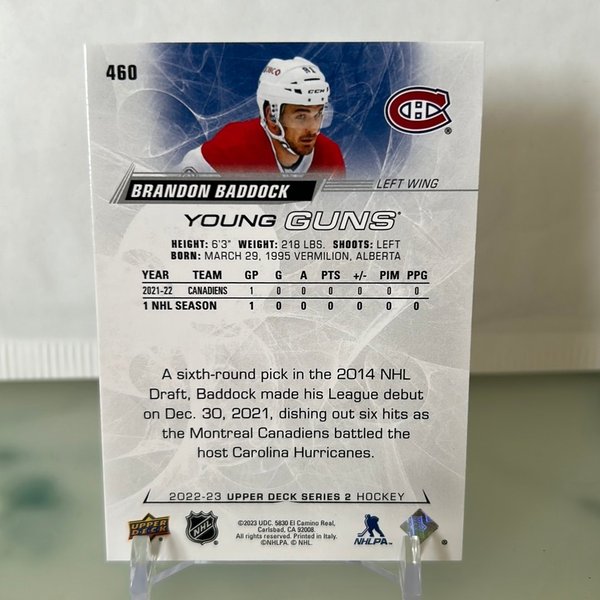 460
CCM
BRANDON BADDOCK
LEFT WING
YOUNG GUNS
HEIGHT: 6'3" WEIGHT: 218 LBS. SHOOTS: LEFT
BORN: MARCH 29, 1995 VERMILION, ALBERTA
YEAR TEAM GP G A PTS +/- PIM PPG
2021-22 CANADIENS 1 0 0 0 0 0 0
1 NHL SEASON 1 0 0 0 0 0 0
A sixth-round pick in the 2014 NHL
Draft, Baddock made his League debut
on Dec. 30, 2021, dishing out six hits as
the Montreal Canadiens battled the
host Carolina Hurricanes.
2022-23 UPPER DECK SERIES 2 HOCKEY
UPPER DECK
NHL
©2023 UDC. 5830 El Camino Real,
Carlsbad, CA 92008.
All rights reserved. Printed in Italy.
©NHLPA. © NHL.
NHLPA